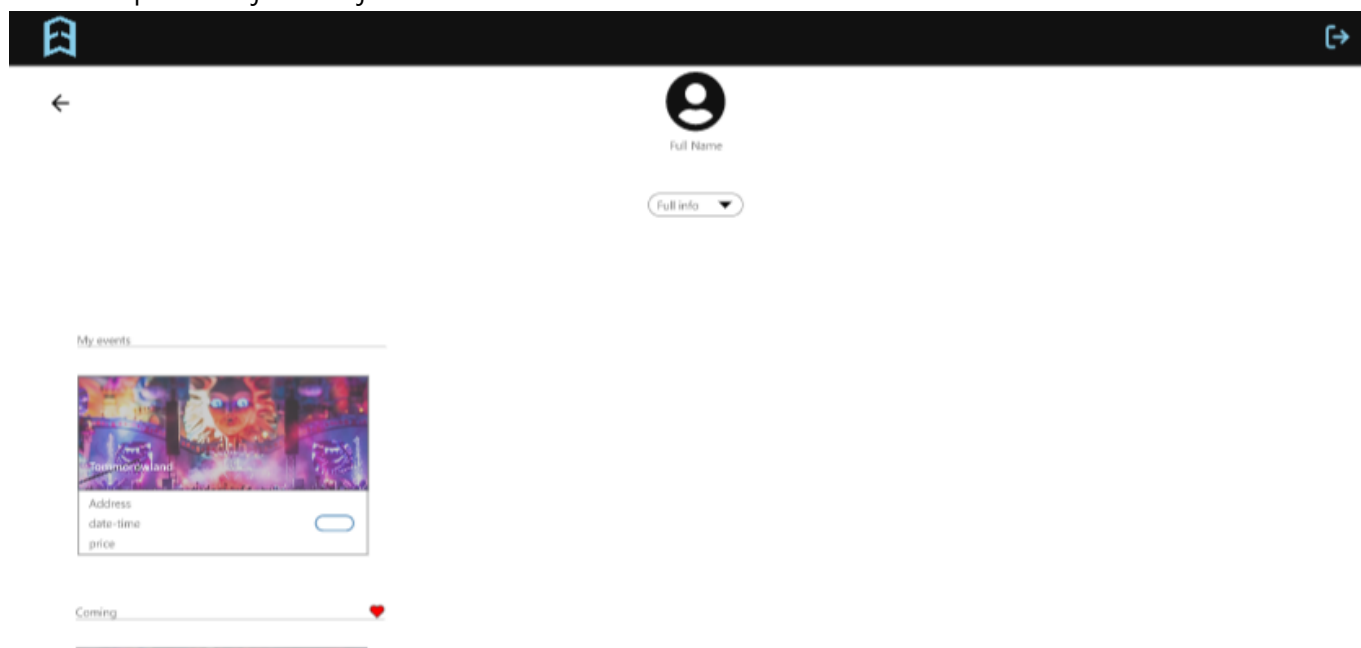 Full Name
Full info
My events
Tommorowland
Address
date-time
price
Coming